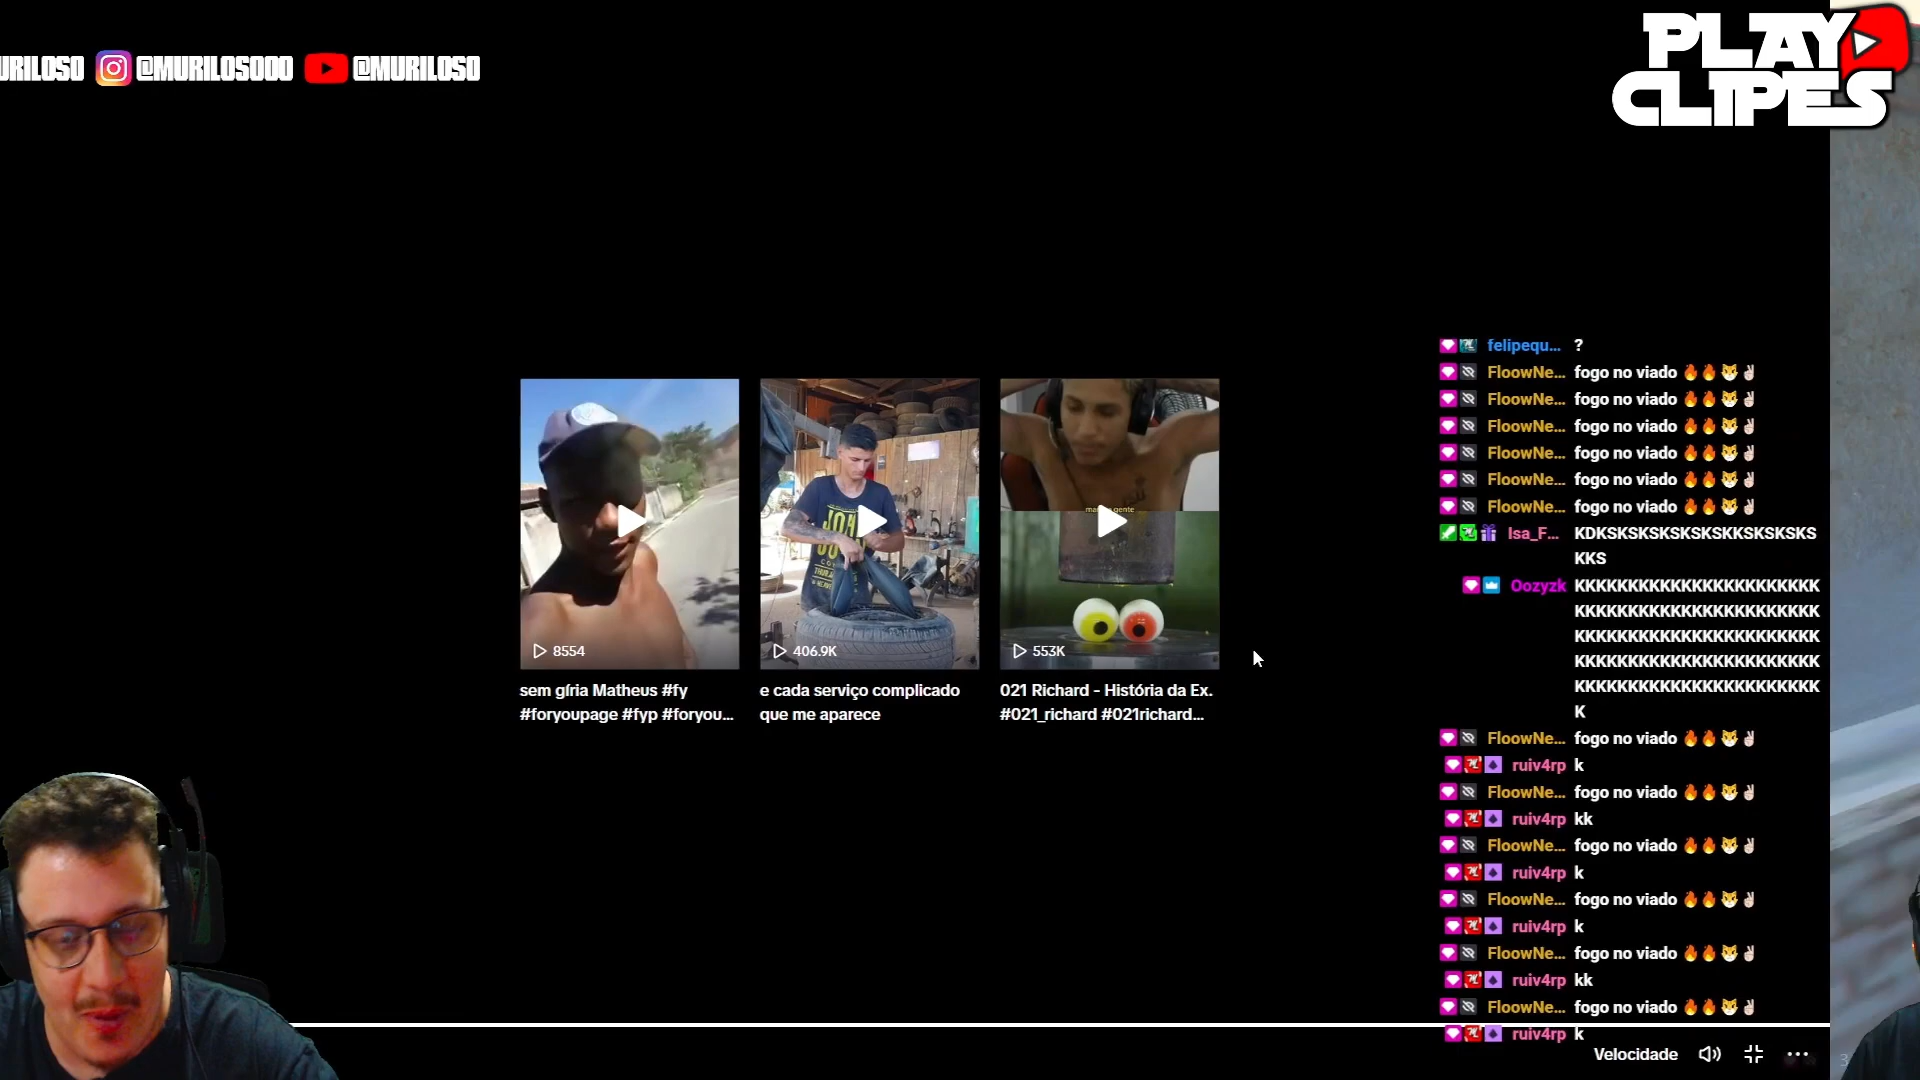 URILOSO @MURILOSOOO @MURILOSO
PLAY
CLIPES
felipequ... ?
FlowNe... fogo no viado 🔥🔥😼✌🏻
FloowNe... fogo no viado 🔥🔥😼✌🏻
FloowNe... fogo no viado 🔥🔥😼✌🏻
FloowNe... fogo no viado 🔥🔥😼✌🏻
FloowNe... fogo no viado 🔥🔥😼✌🏻
FloowNe... fogo no viado 🔥🔥😼✌🏻
Isa_F... KDKSKSKSKSKSKKSKSKSKS
KKS
Oozyzk KKKKKKKKKKKKKKKKKKKKKKK
KKKKKKKKKKKKKKKKKKKKKKK
KKKKKKKKKKKKKKKKKKKKKKK
KKKKKKKKKKKKKKKKKKKKKKK
KKKKKKKKKKKKKKKKKKKKKKK
K
FloowNe... fogo no viado 🔥🔥😼✌🏻
ruiv4rp k
FloowNe... fogo no viado 🔥🔥😼✌🏻
ruiv4rp kk
FloowNe... fogo no viado 🔥🔥😼✌🏻
ruiv4rp k
FloowNe... fogo no viado 🔥🔥😼✌🏻
ruiv4rp k
FloowNe... fogo no viado 🔥🔥😼✌🏻
ruiv4rp kk
FloowNe... fogo no viado 🔥🔥😼✌🏻
ruiv4rp k
8554
sem gíria Matheus #fy
#foryoupage #fyp #foryou...
406.9K
e cada serviço complicado
que me aparece
gente
553K
021 Richard - História da Ex.
#021_richard #021richard...
Velocidade